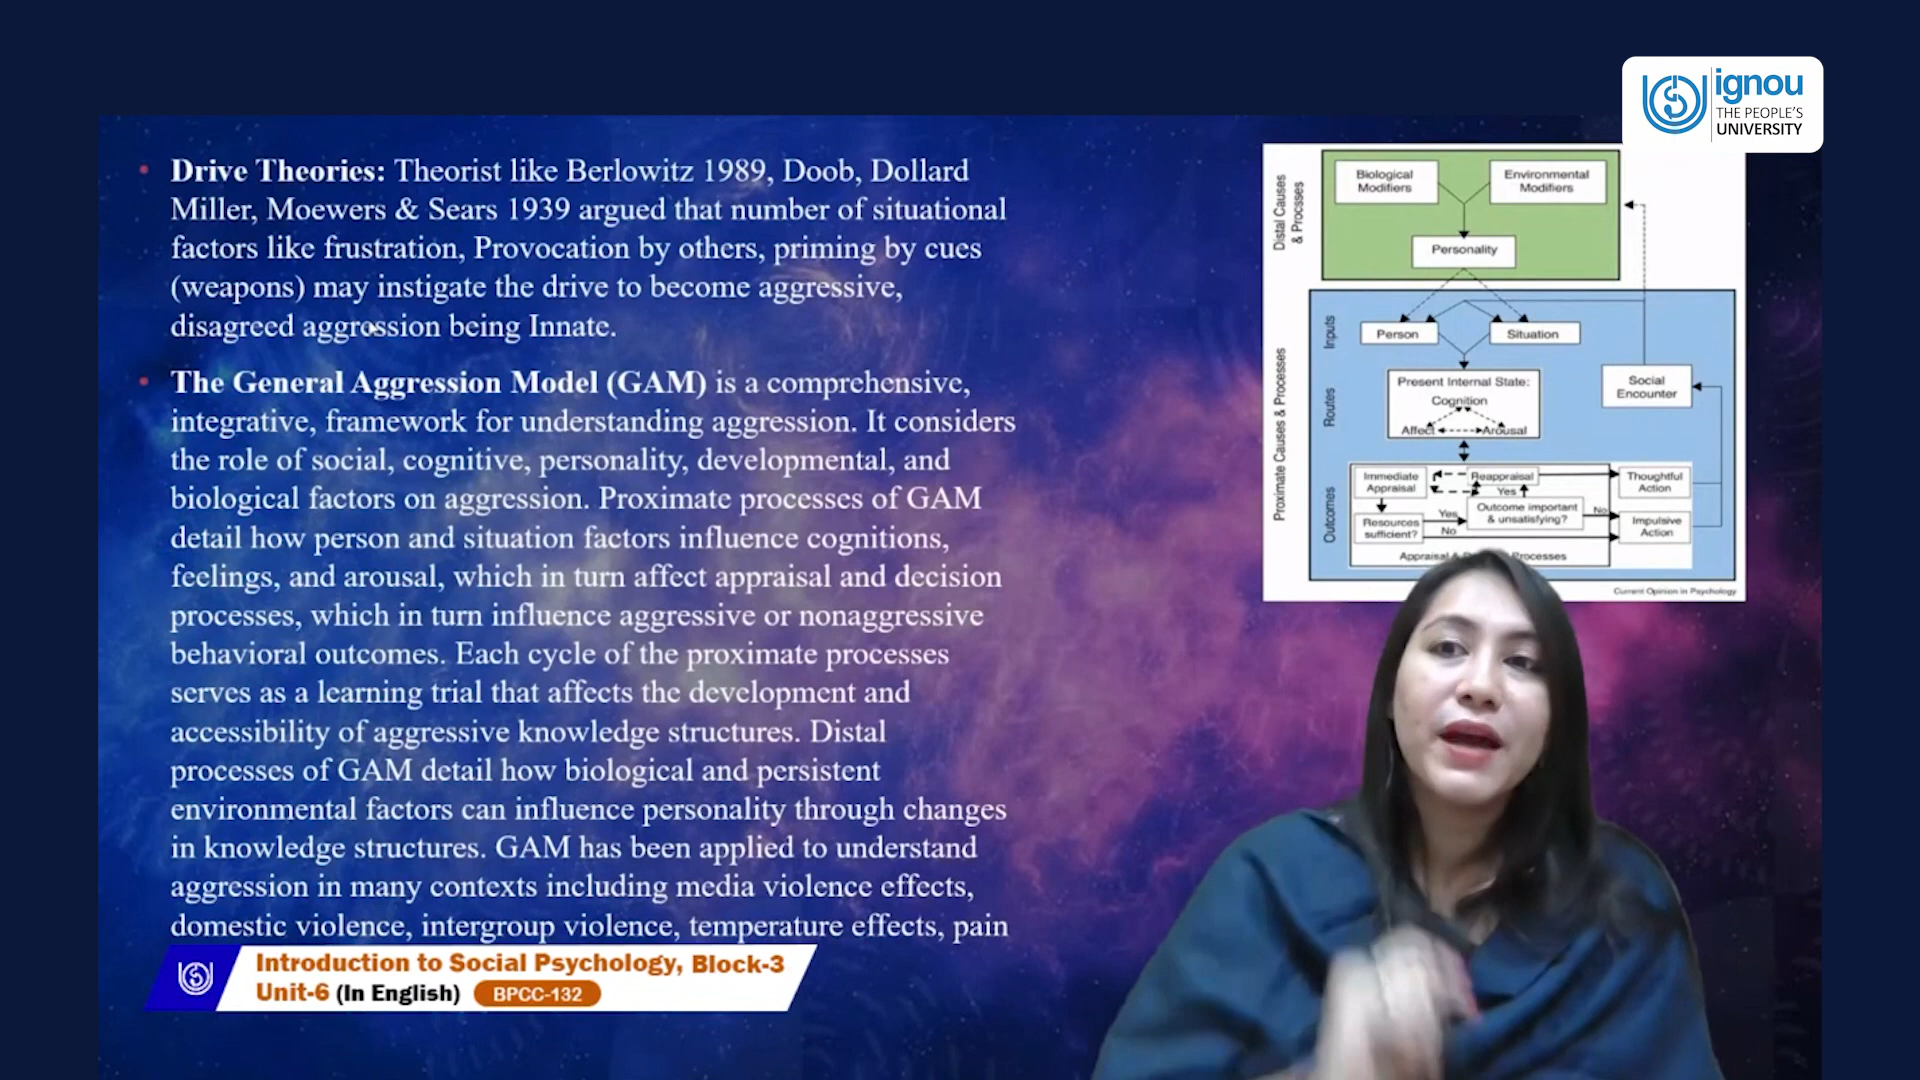 ignou
THE PEOPLE'S
UNIVERSITY
• Drive Theories: Theorist like Berlowitz 1989, Doob, Dollard
Miller, Moewers & Sears 1939 argued that number of situational
factors like frustration, Provocation by others, priming by cues
(weapons) may instigate the drive to become aggressive,
disagreed aggression being Innate.
• The General Aggression Model (GAM) is a comprehensive,
integrative, framework for understanding aggression. It considers
the role of social, cognitive, personality, developmental, and
biological factors on aggression. Proximate processes of GAM
detail how person and situation factors influence cognitions,
feelings, and arousal, which in turn affect appraisal and decision
processes, which in turn influence aggressive or nonaggressive
behavioral outcomes. Each cycle of the proximate processes
serves as a learning trial that affects the development and
accessibility of aggressive knowledge structures. Distal
processes of GAM detail how biological and persistent
environmental factors can influence personality through changes
in knowledge structures. GAM has been applied to understand
aggression in many contexts including media violence effects,
domestic violence, intergroup violence, temperature effects, pain
Distal Causes
& Procsses
Biological
Modifiers
Environmental
Modifiers
Personality
Proximate Causes & Processes
Inputs
Person
Situation
Routes
Present Internal State:
Cognition
Affect
Arousal
Social
Encounter
Outcomes
Immediate
Appraisal
Reappraisal
Thoughtful
Action
Yes
Resources
sufficient?
Yes
No
Outcome important
& unsatisfying?
No
Impulsive
Action
Appraisal & Processes
Current Opinion in Psychology
Introduction to Social Psychology, Block-3
Unit-6 (In English) BPCC-132